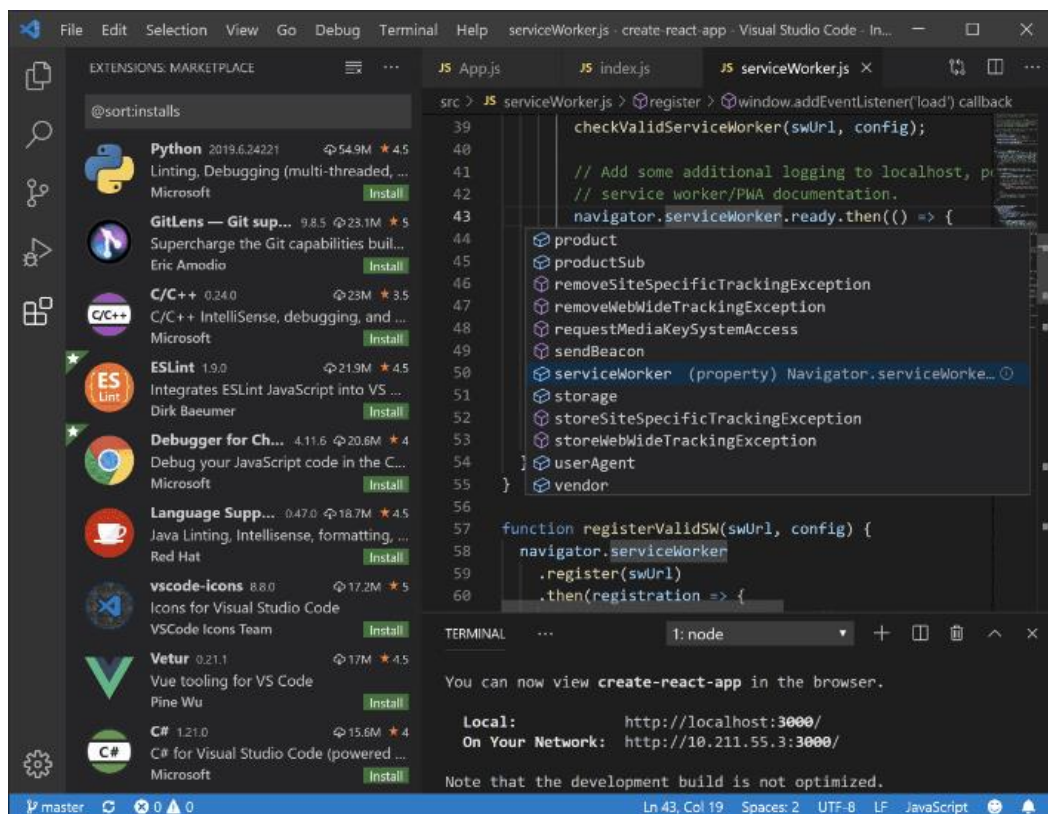 File Edit Selection View Go Debug Terminal Help serviceWorker.js - create-react-app - Visual Studio Code - In...
EXTENSIONS: MARKETPLACE
@sort:installs
Python 2019.6.24221 54.9M ★ 4.5
Linting, Debugging (multi-threaded, ...
Microsoft Install
GitLens — Git sup... 9.8.5 23.1M ★ 5
Supercharge the Git capabilities buil...
Eric Amodio Install
C/C++
C/C++ 0.24.0 23M ★ 3.5
C/C++ IntelliSense, debugging, and ...
Microsoft Install
ES
Lint
ESLint 1.9.0 21.9M ★ 4.5
Integrates ESLint JavaScript into VS ...
Dirk Baeumer Install
Debugger for Ch... 4.11.6 20.6M ★ 4
Debug your JavaScript code in the C...
Microsoft Install
Language Supp... 0.47.0 18.7M ★ 4.5
Java Linting, Intellisense, formatting, ...
Red Hat Install
vscode-icons 8.8.0 17.2M ★ 5
Icons for Visual Studio Code
VSCode Icons Team Install
Vetur 0.21.1 17M ★ 4.5
Vue tooling for VS Code
Pine Wu Install
C#
C# 1.21.0 15.6M ★ 4
C# for Visual Studio Code (powered ...
Microsoft Install
JS App.js JS index.js JS serviceWorker.js ×
src > JS serviceWorker.js > register > window.addEventListener('load') callback
39 checkValidServiceWorker(swUrl, config);
40
41 // Add some additional logging to localhost, p
42 // service worker/PWA documentation.
43 navigator.serviceWorker.ready.then(() => {
44 product
45 productSub
46 removeSiteSpecificTrackingException
47 removeWebWideTrackingException
48 requestMediaKeySystemAccess
49 sendBeacon
50 serviceWorker (property) Navigator.serviceWorke...
51 storage
52 storeSiteSpecificTrackingException
53 storeWebWideTrackingException
54 } userAgent
55 } vendor
56
57 function registerValidSW(swUrl, config) {
58 navigator.serviceWorker
59 .register(swUrl)
60 .then(registration => {
TERMINAL ... 1: node
You can now view create-react-app in the browser.
Local: http://localhost:3000/
On Your Network: http://10.211.55.3:3000/
Note that the development build is not optimized.
master 0 0 Ln 43, Col 19 Spaces: 2 UTF-8 LF JavaScript